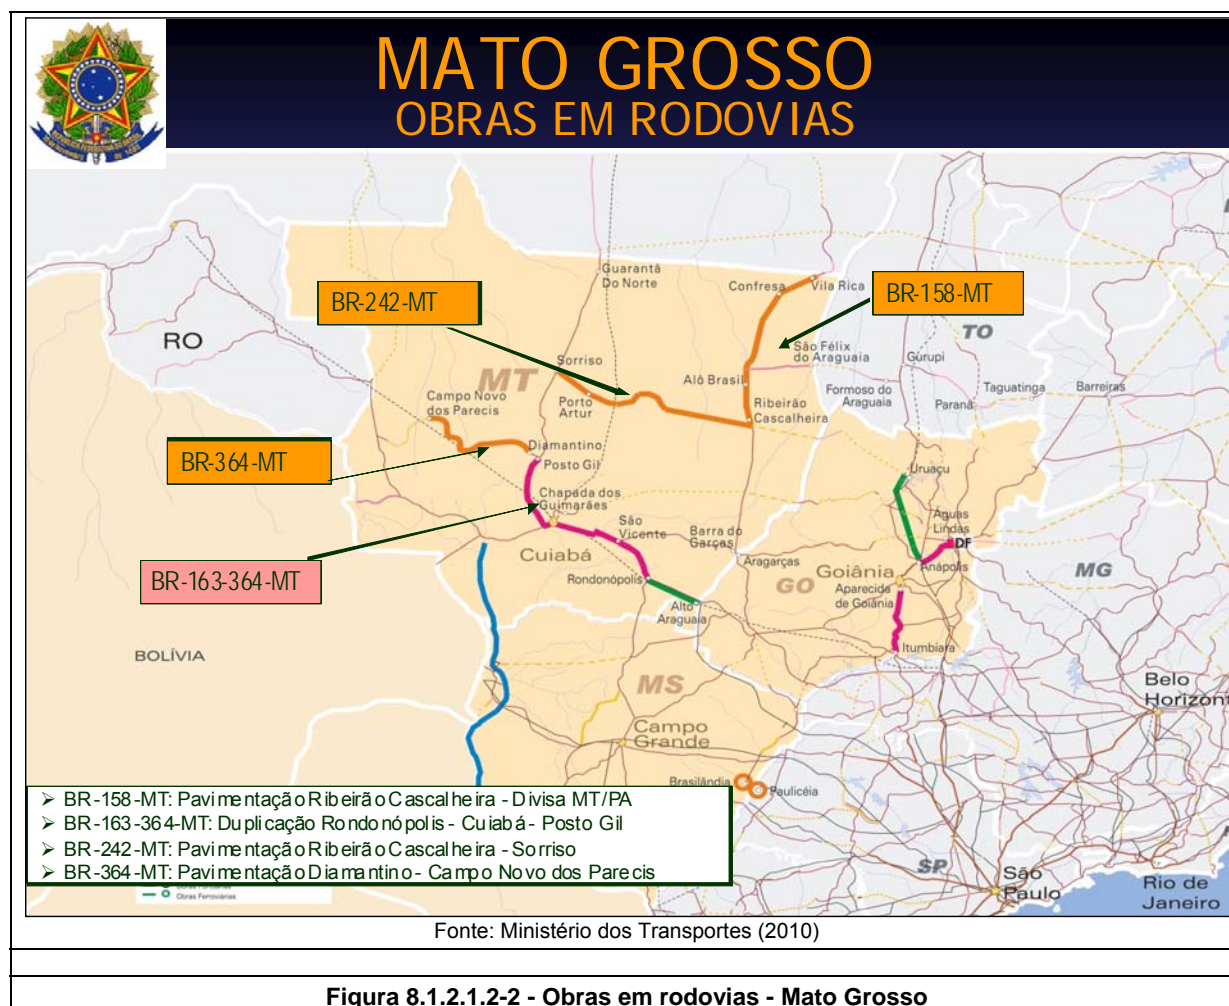 MATO GROSSO
OBRAS EM RODOVIAS
Guarantã
Do Norte
Confresa
Vila Rica
BR-158-MT
BR-242-MT
RO
TO
São Félix
do Araguaia
Gurupi
Sorriso
MT
Alô Brasil
Formoso do
Araguaia
Taguatinga
Barreiras
Paranã
Campo Novo
dos Parecis
Porto
Artur
Ribeirão
Cascalheira
BR-364-MT
Diamantino
Posto Gil
Uruaçu
Chapada dos
Guimarães
São
Vicente
Barra do
Garças
Águas
Lindas
DF
Cuiabá
Aragarças
Anápolis
BR-163-364-MT
Rondonópolis
GO
Goiânia
Aparecida
de Goiânia
MG
Alto
Araguaia
Itumbiara
BOLÍVIA
MS
Belo
Horizont
Campo
Grande
Brasilândia
Paulicéia
➢ BR-158-MT: Pavimentação Ribeirão Cascalheira - Divisa MT/PA
➢ BR-163-364-MT: Duplicação Rondonópolis - Cuiabá - Posto Gil
➢ BR-242-MT: Pavimentação Ribeirão Cascalheira - Sorriso
➢ BR-364-MT: Pavimentação Diamantino - Campo Novo dos Parecis
Obras Ferroviárias
SP
São
Paulo
Rio de
Janeiro
Fonte: Ministério dos Transportes (2010)
Figura 8.1.2.1.2-2 - Obras em rodovias - Mato Grosso